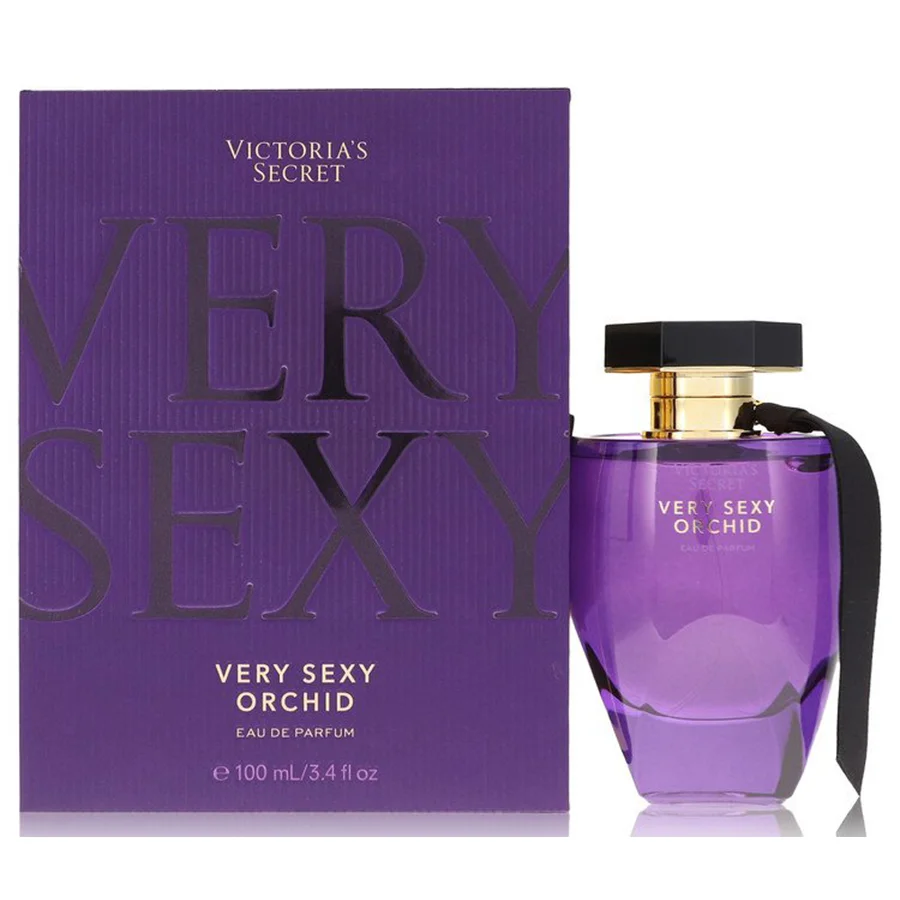 VICTORIA'S
SECRET
VERY
SEXY
VERY SEXY
ORCHID
EAU DE PARFUM
℮ 100 mL/3.4 fl oz
VICTORIA'S
SECRET
VERY SEXY
ORCHID
EAU DE PARFUM